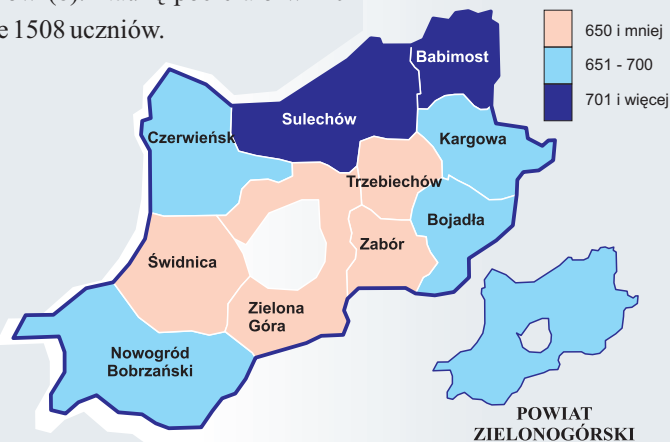 e 1508 uczniów.
650 i mniej
651 - 700
701 i więcej
Babimost
Sulechów
Czerwieńsk
Kargowa
Trzebiechów
Bojadła
Zabór
Świdnica
Zielona
Góra
Nowogród
Bobrzański
POWIAT
ZIELONOGÓRSKI